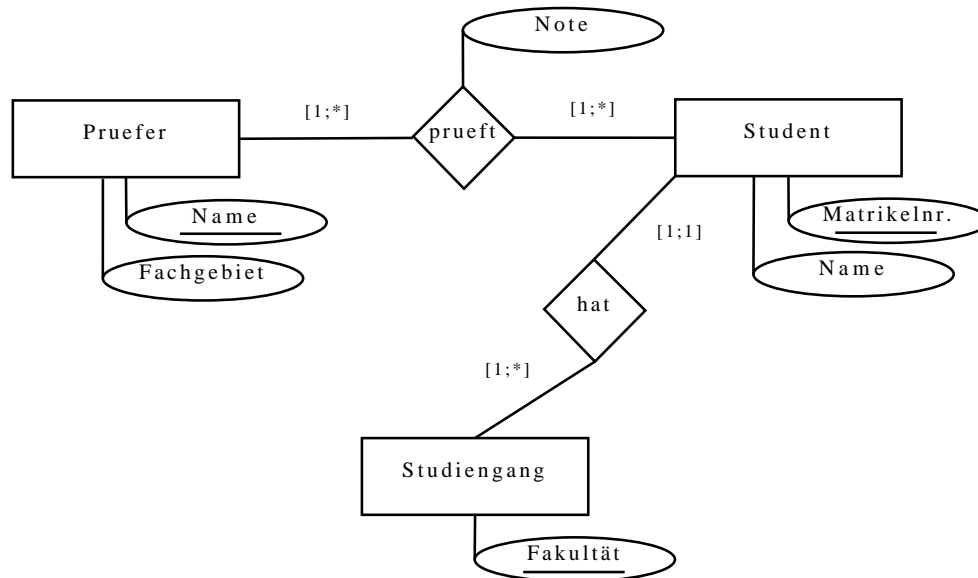 Note
[1;*]
[1;*]
Pruefer
prueft
Student
Name
Matrikelnr.
[1;1]
Fachgebiet
Name
hat
[1;*]
Studiengang
Fakultät